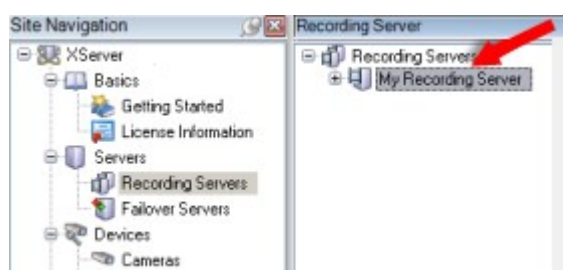 Site Navigation
XServer
Basics
Getting Started
License Information
Servers
Recording Servers
Failover Servers
Devices
Cameras
Recording Server
Recording Servers
My Recording Server